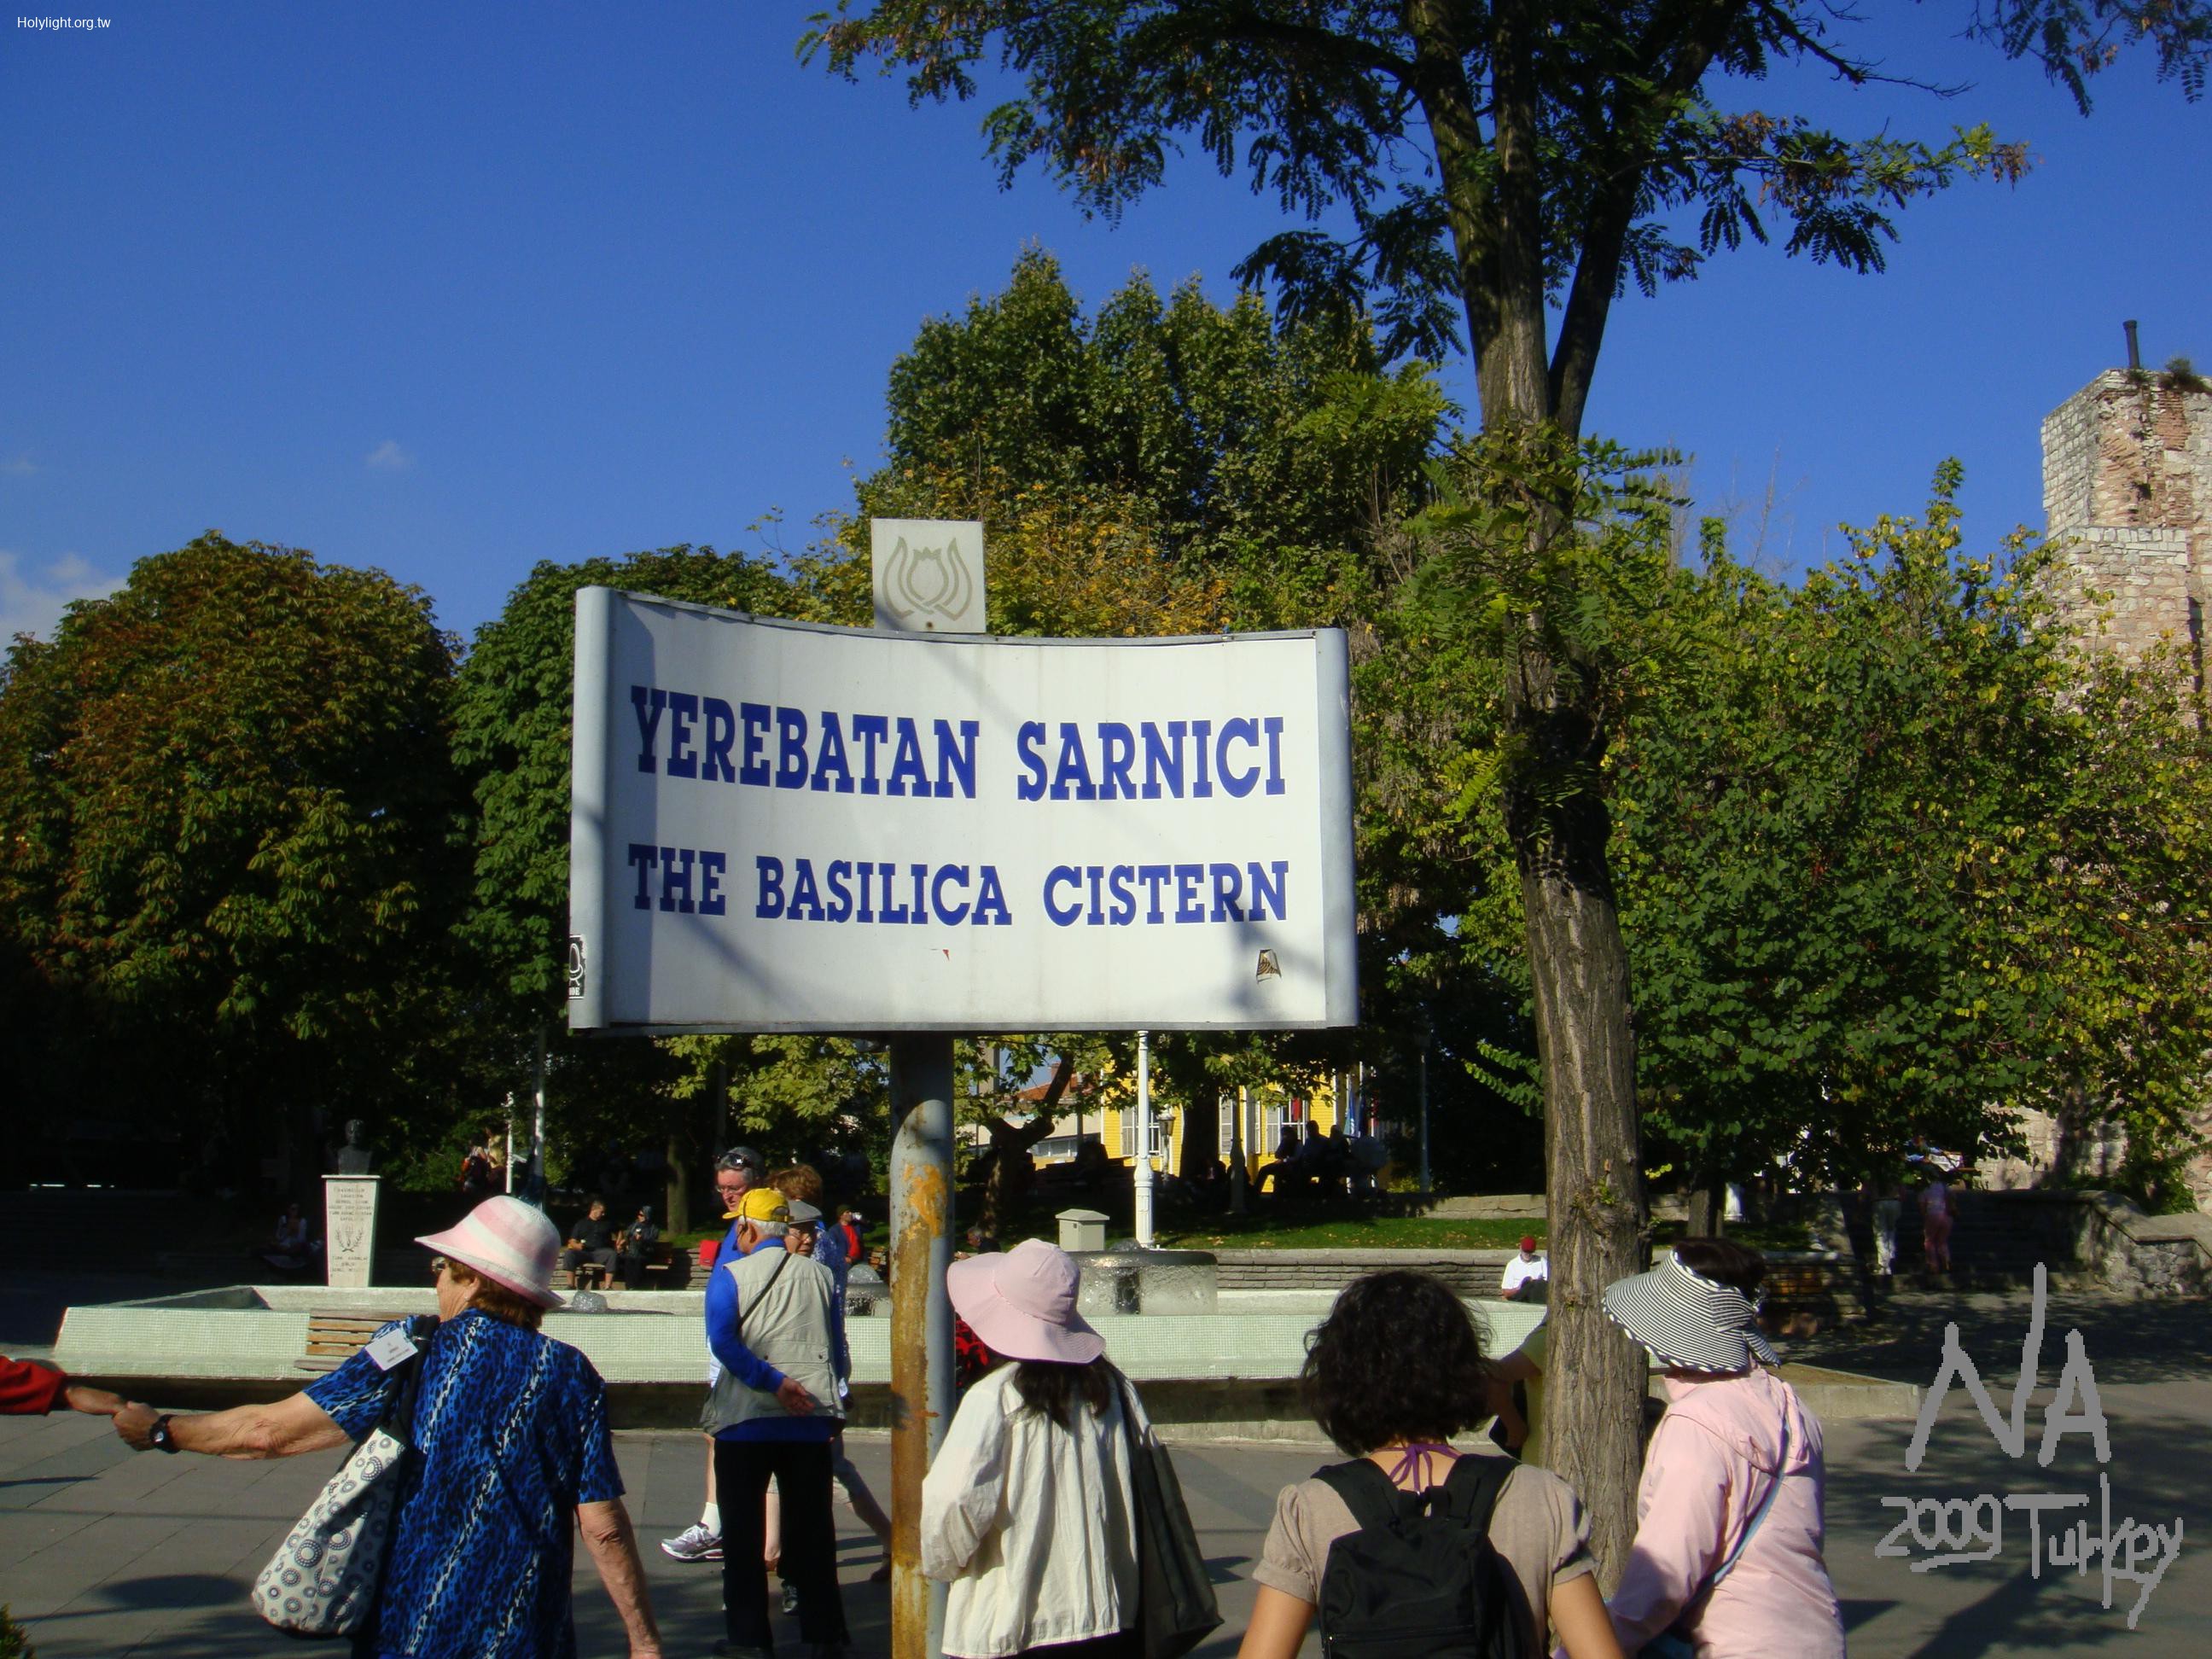 Holylight.org.tw
YEREBATAN SARNICI
THE BASILICA CISTERN
NA
2009 Turkey